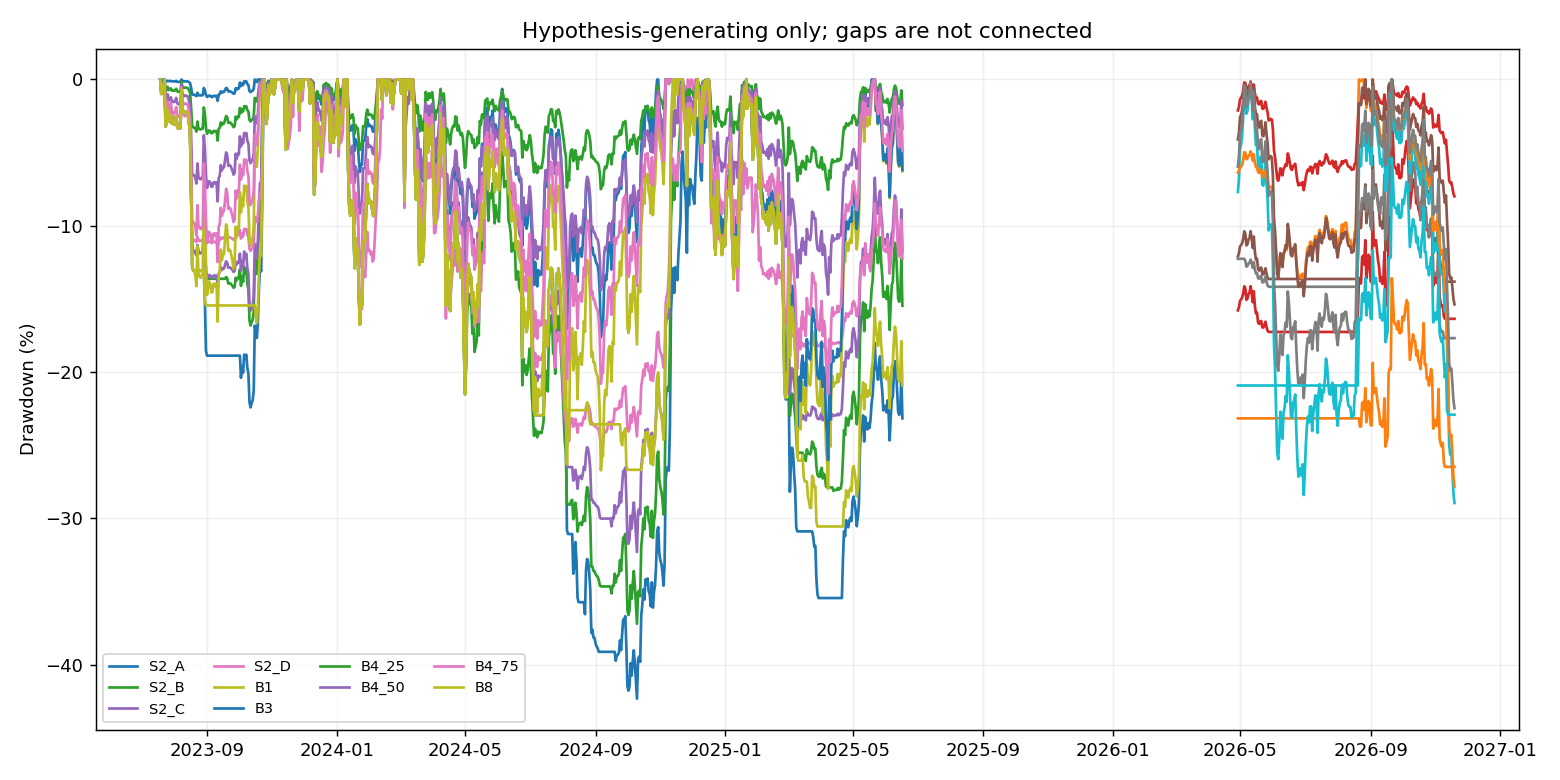 Hypothesis-generating only; gaps are not connected
Drawdown (%)
0
−10
−20
−30
−40
S2_A S2_D B4_25 B4_75
S2_B B1 B4_50 B8
S2_C B3
2023-09 2024-01 2024-05 2024-09 2025-01 2025-05 2025-09 2026-01 2026-05 2026-09 2027-01